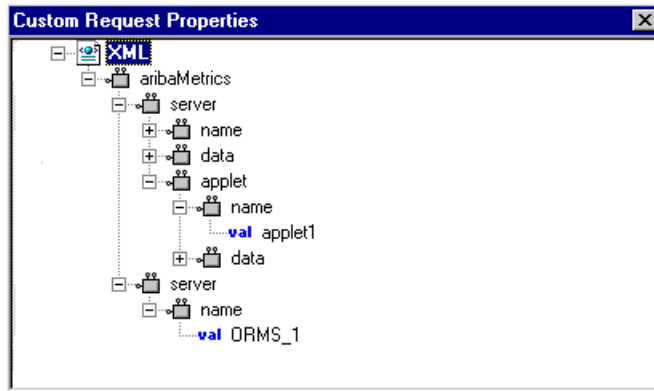 Custom Request Properties
XML
aribaMetrics
server
name
data
applet
name
val applet1
data
server
name
val ORMS_1